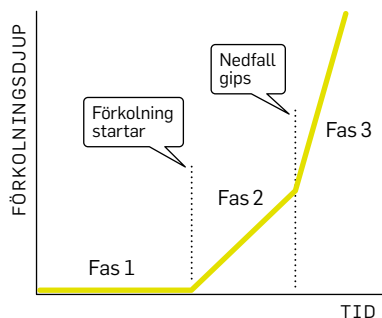 FÖRKOLNINGSDJUP
Nedfall
gips
Förkolning
startar
Fas 3
Fas 2
Fas 1
TID